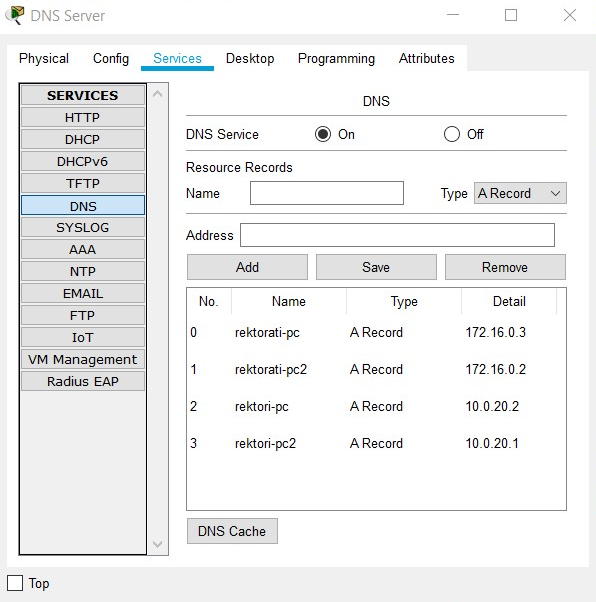 DNS Server
Physical Config Services Desktop Programming Attributes
SERVICES
HTTP
DHCP
DHCPv6
TFTP
DNS
SYSLOG
AAA
NTP
EMAIL
FTP
IoT
VM Management
Radius EAP
DNS
DNS Service On Off
Resource Records
Name Type A Record
Address
Add Save Remove
No. Name Type Detail
0 rektorati-pc A Record 172.16.0.3
1 rektorati-pc2 A Record 172.16.0.2
2 rektori-pc A Record 10.0.20.2
3 rektori-pc2 A Record 10.0.20.1
DNS Cache
Top